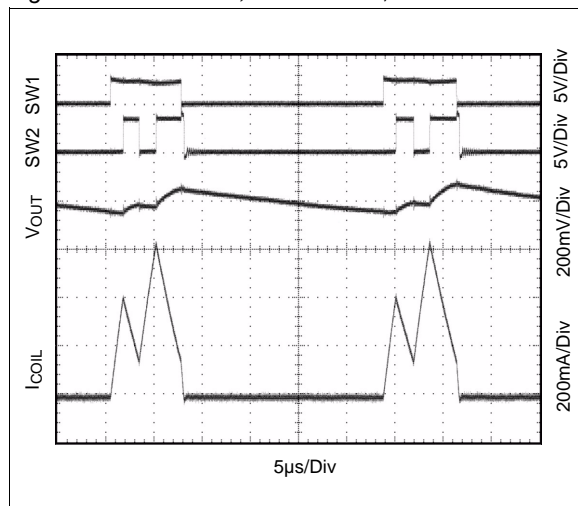 SW1
5V/Div
SW2
5V/Div
VOUT
200mV/Div
ICOIL
200mA/Div
5µs/Div